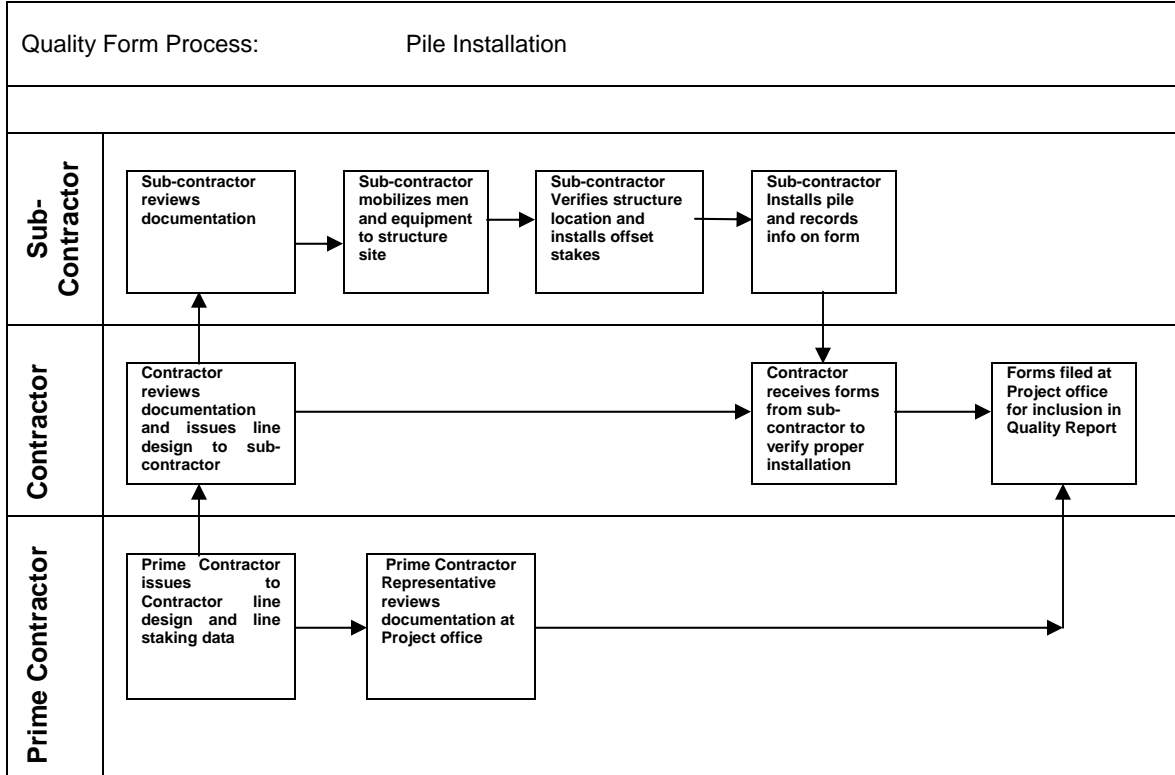 Quality Form Process: Pile Installation
Sub-
Contractor
Sub-contractor
reviews
documentation
Sub-contractor
mobilizes men
and equipment
to structure
site
Sub-contractor
Verifies structure
location and
installs offset
stakes
Sub-contractor
Installs pile
and records
info on form
Contractor
Contractor
reviews
documentation
and issues line
design to sub-
contractor
Contractor
receives forms
from sub-
contractor to
verify proper
installation
Forms filed at
Project office
for inclusion in
Quality Report
Prime Contractor
Prime Contractor
issues to
Contractor line
design and line
staking data
Prime Contractor
Representative
reviews
documentation at
Project office